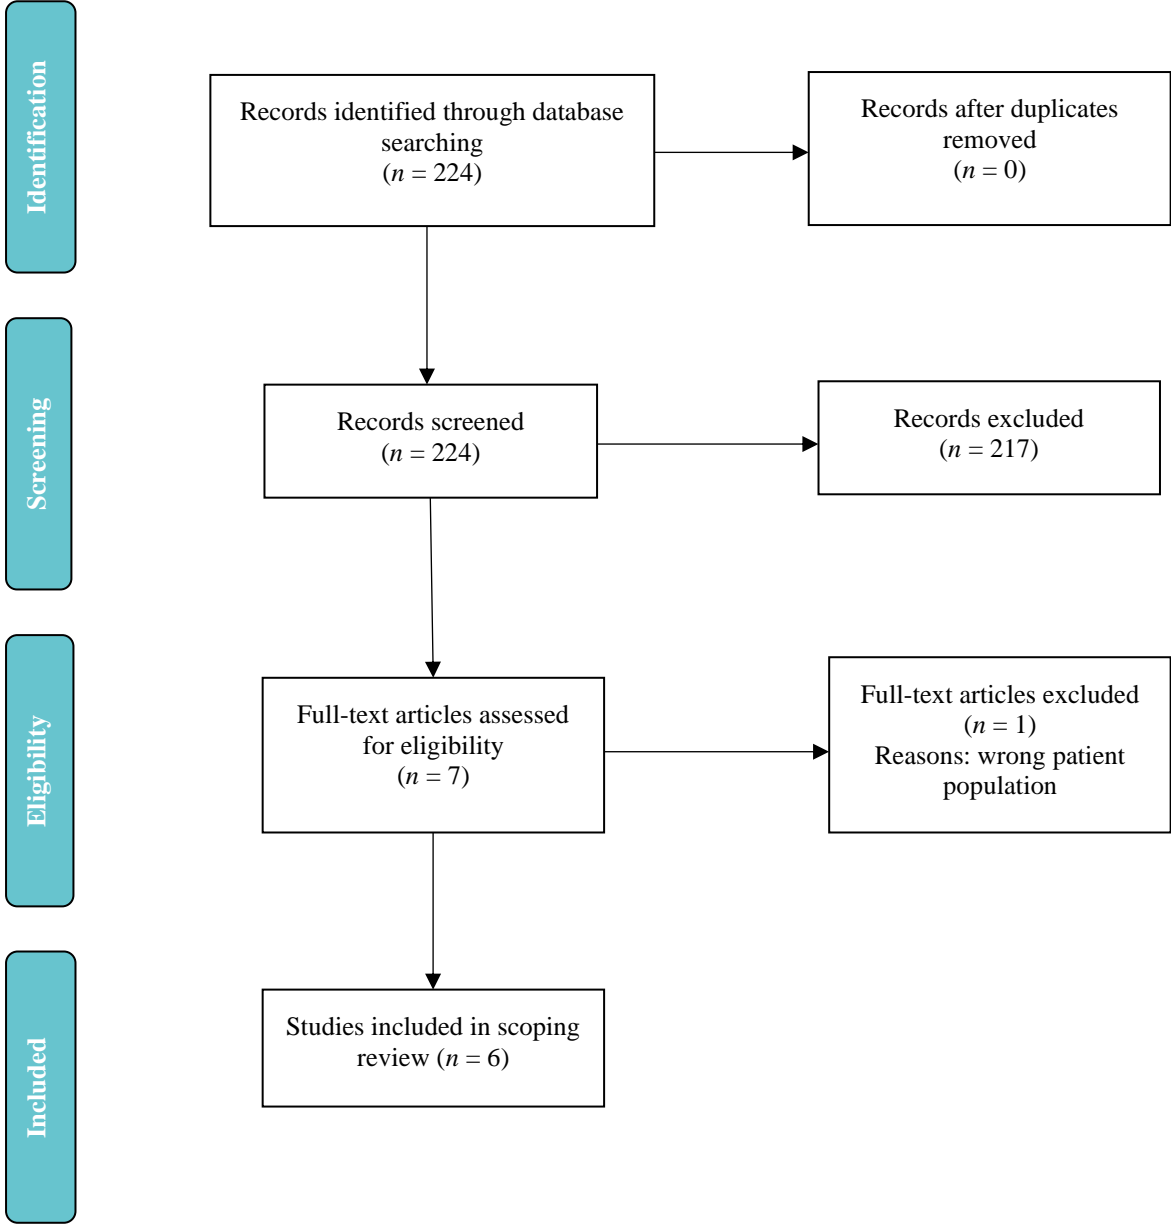 Identification
Records identified through database
searching
(n = 224)
Records after duplicates
removed
(n = 0)
Screening
Records screened
(n = 224)
Records excluded
(n = 217)
Eligibility
Full-text articles assessed
for eligibility
(n = 7)
Full-text articles excluded
(n = 1)
Reasons: wrong patient
population
Included
Studies included in scoping
review (n = 6)